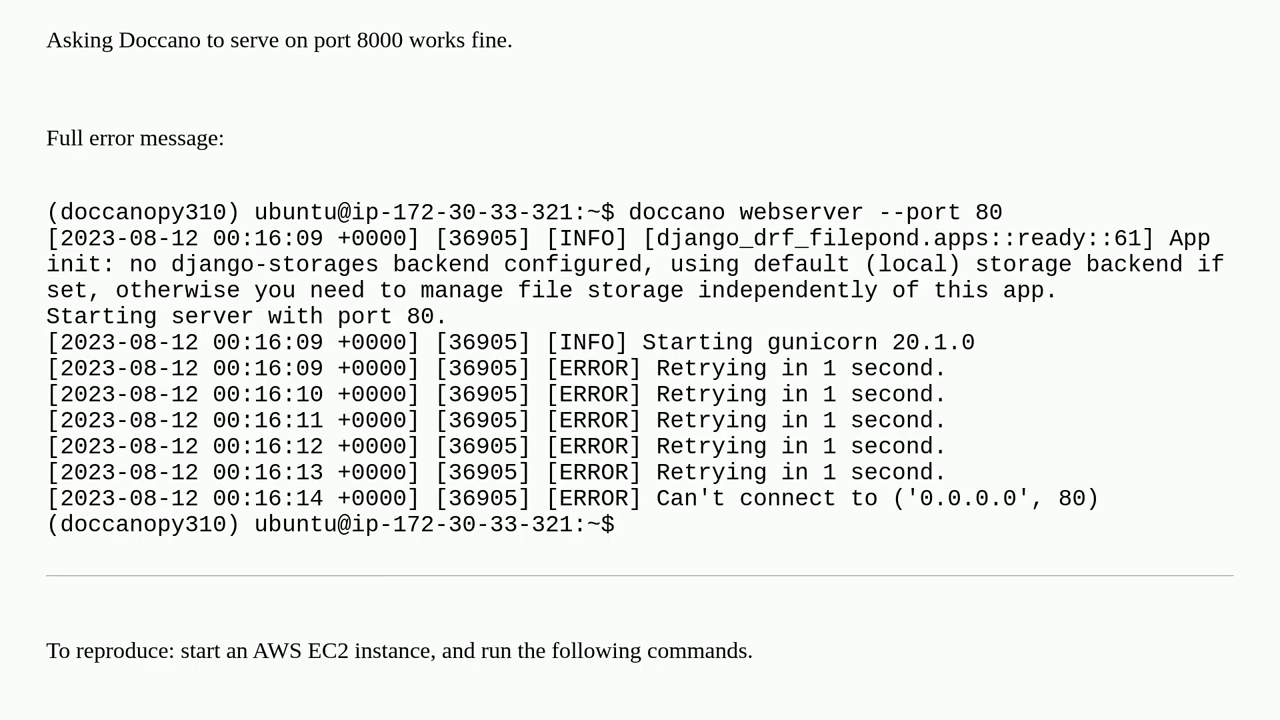 Asking Doccano to serve on port 8000 works fine.
Full error message:
(doccanopy310) ubuntu@ip-172-30-33-321:~$ doccano webserver --port 80
[2023-08-12 00:16:09 +0000] [36905] [INFO] [django_drf_filepond.apps::ready::61] App
init: no django-storages backend configured, using default (local) storage backend if
set, otherwise you need to manage file storage independently of this app.
Starting server with port 80.
[2023-08-12 00:16:09 +0000] [36905] [INFO] Starting gunicorn 20.1.0
[2023-08-12 00:16:09 +0000] [36905] [ERROR] Retrying in 1 second.
[2023-08-12 00:16:10 +0000] [36905] [ERROR] Retrying in 1 second.
[2023-08-12 00:16:11 +0000] [36905] [ERROR] Retrying in 1 second.
[2023-08-12 00:16:12 +0000] [36905] [ERROR] Retrying in 1 second.
[2023-08-12 00:16:13 +0000] [36905] [ERROR] Retrying in 1 second.
[2023-08-12 00:16:14 +0000] [36905] [ERROR] Can't connect to ('0.0.0.0', 80)
(doccanopy310) ubuntu@ip-172-30-33-321:~$
To reproduce: start an AWS EC2 instance, and run the following commands.